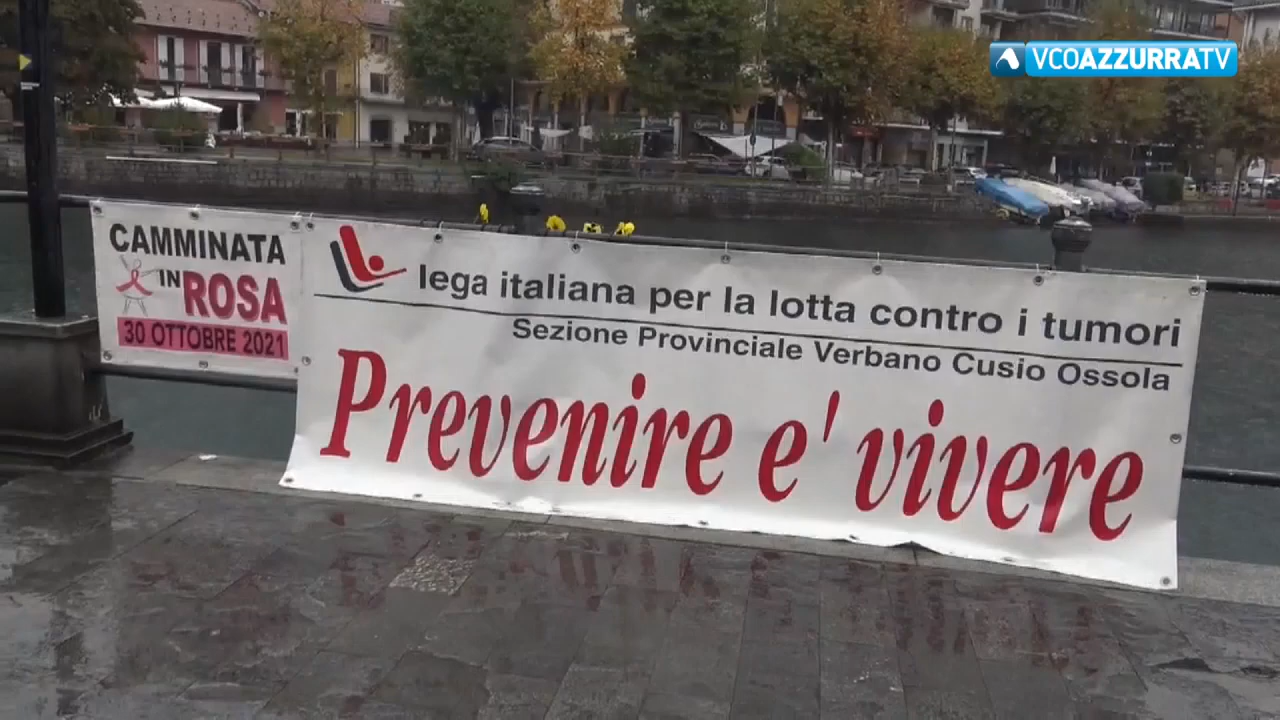 VCOAZZURRATV
CAMMINATA
IN ROSA
30 OTTOBRE 2021
lega italiana per la lotta contro i tumori
Sezione Provinciale Verbano Cusio Ossola
Prevenire e' vivere